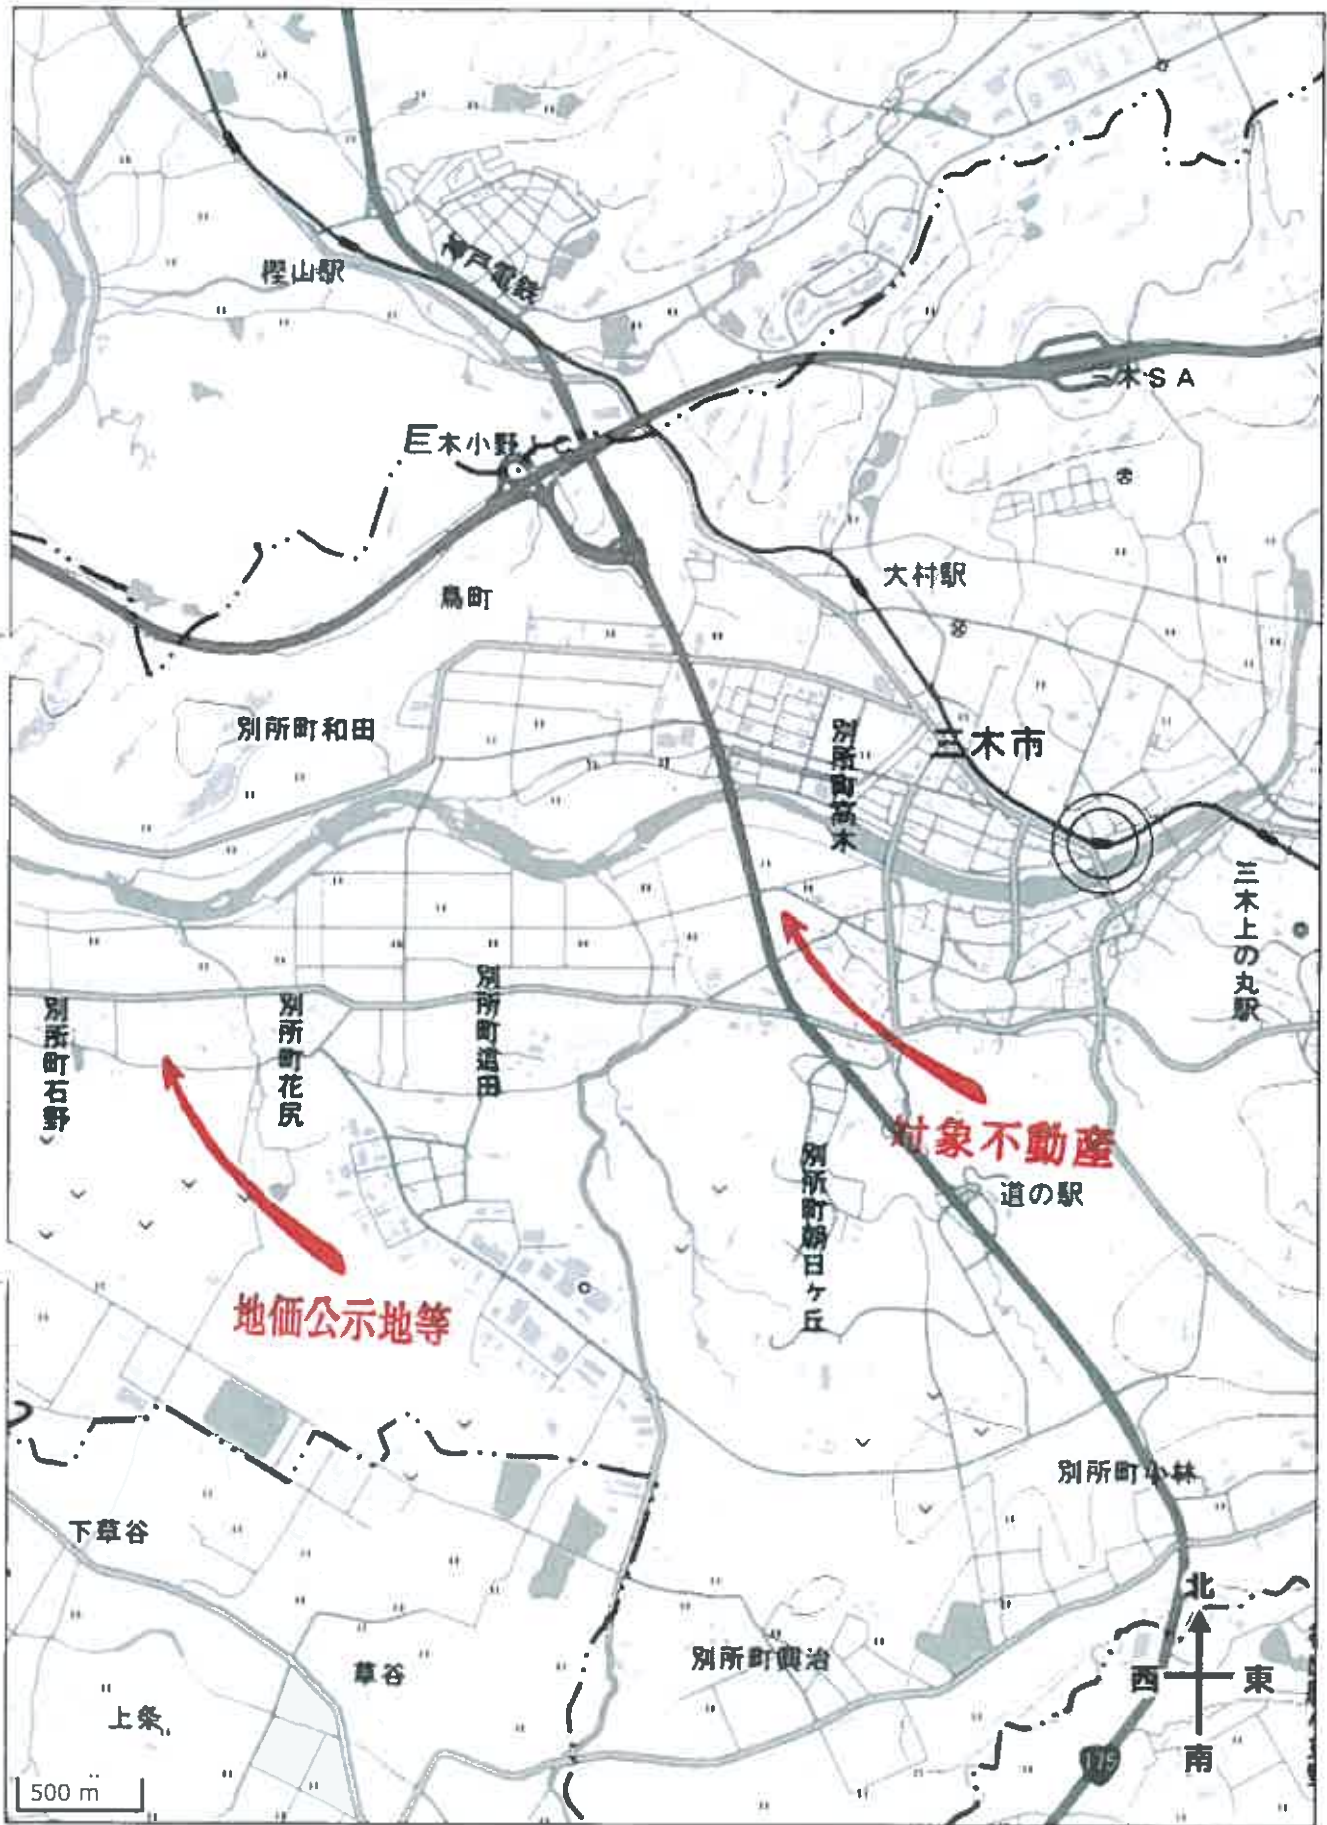 樫山駅
神戸電鉄
三木SA
三木小野IC
大村駅
鳥町
別所町和田
別所町高木
三木市
三木上の丸駅
別所町石野
別所町花尻
別所町道田
対象不動産
道の駅
別所町朝日ヶ丘
地価公示地等
別所町小林
下草谷
北
草谷
別所町興治
西
東
上条
175
南
500 m